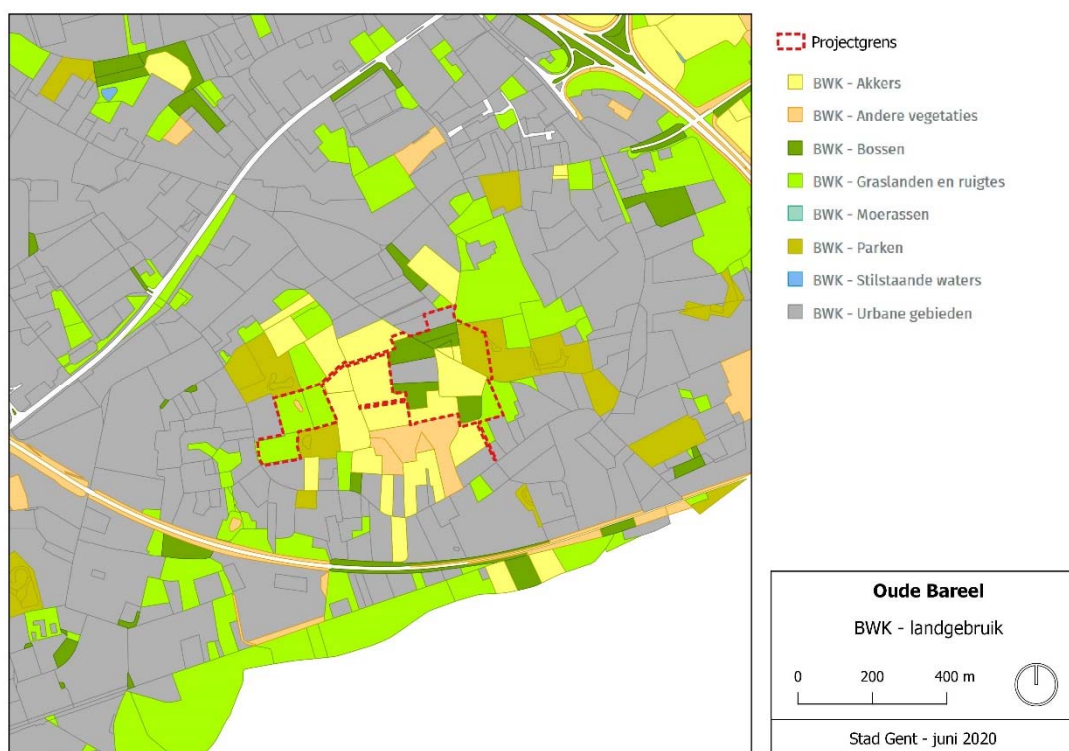 Projectgrens
BWK - Akkers
BWK - Andere vegetaties
BWK - Bossen
BWK - Graslanden en ruigtes
BWK - Moerassen
BWK - Parken
BWK - Stilstaande waters
BWK - Urbane gebieden
Oude Bareel
BWK - landgebruik
0 200 400 m
Stad Gent - juni 2020